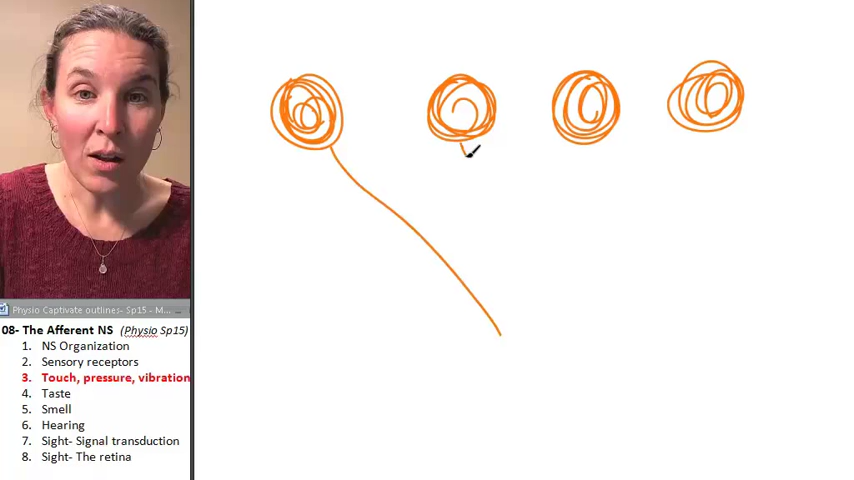 Physio Captivate outlines- Sp15 - M...
08- The Afferent NS (Physio Sp15)
1. NS Organization
2. Sensory receptors
3. Touch, pressure, vibration
4. Taste
5. Smell
6. Hearing
7. Sight- Signal transduction
8. Sight- The retina